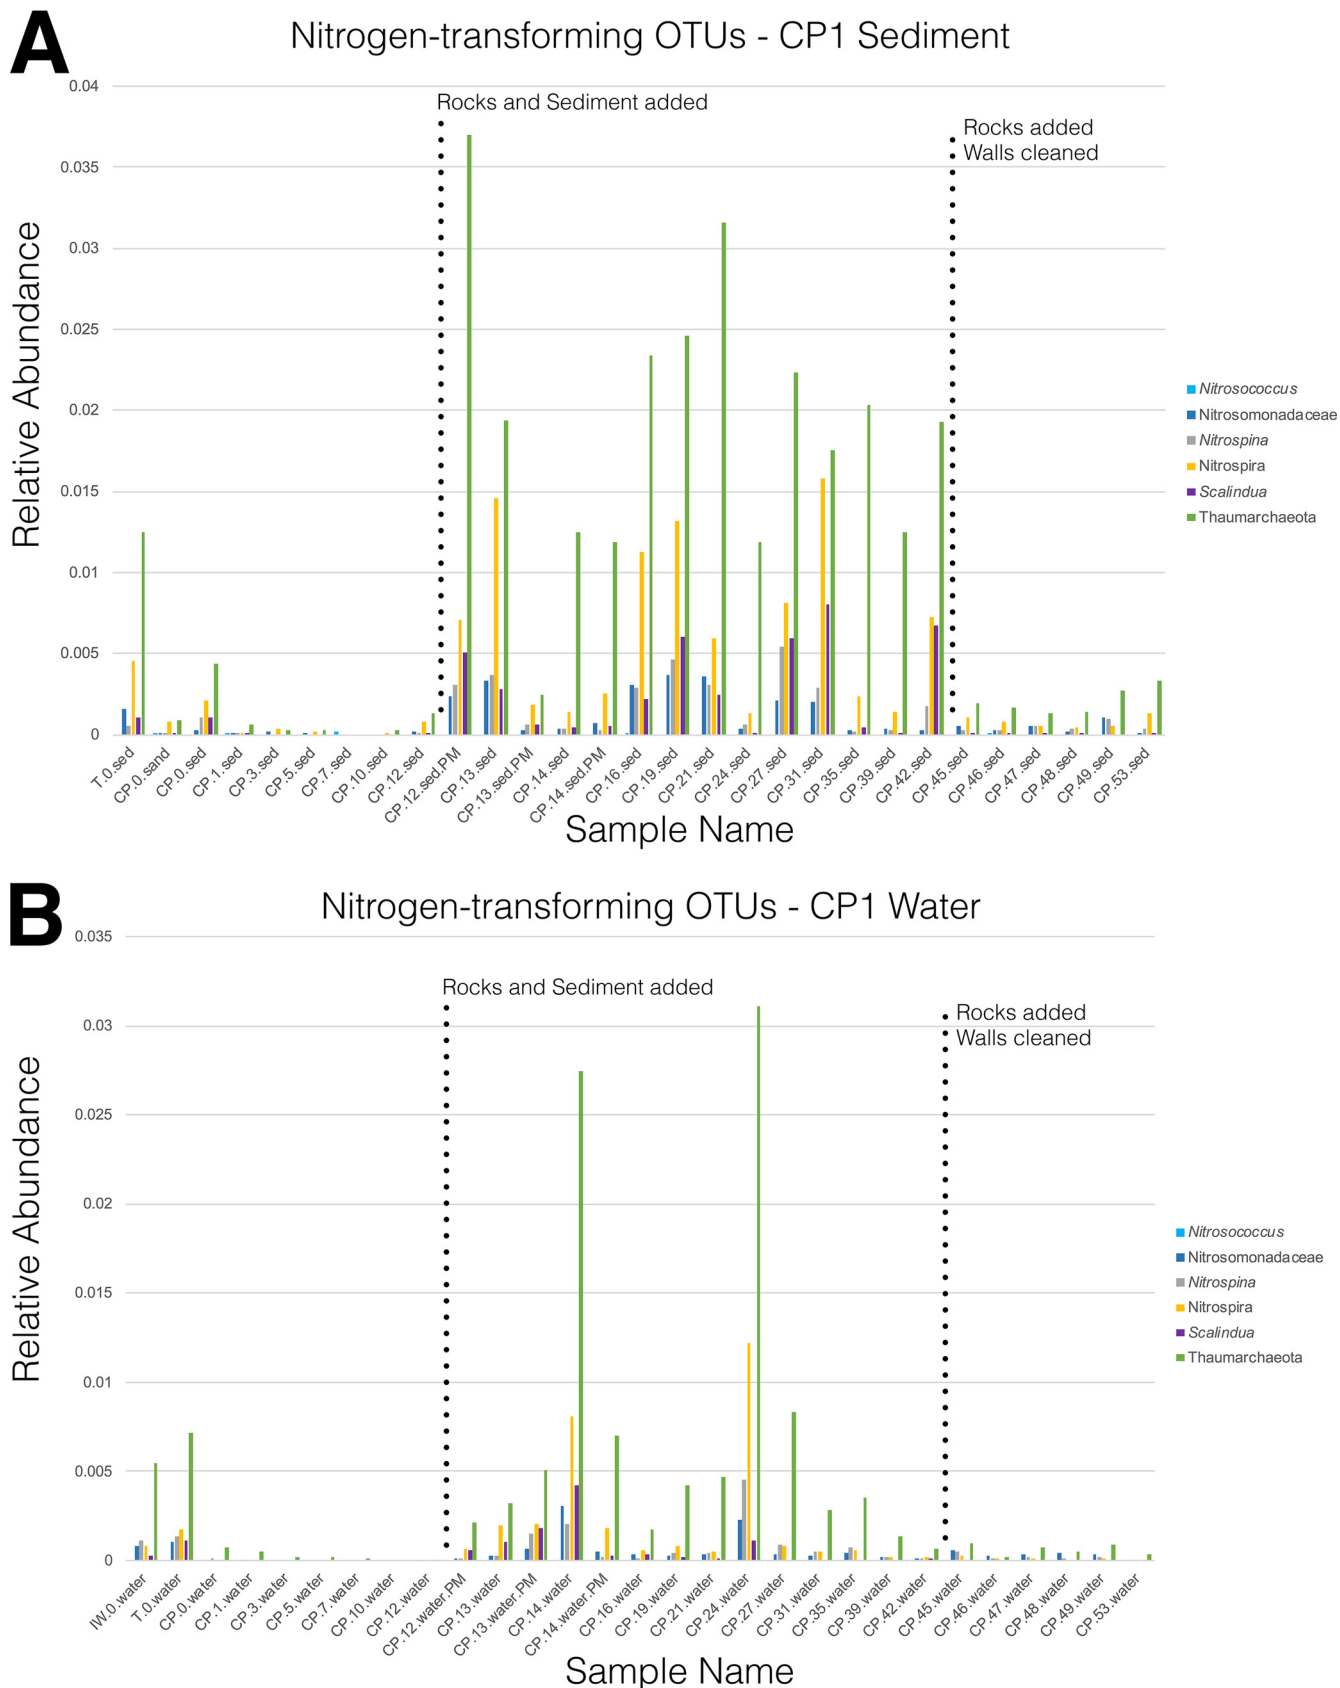 A
Nitrogen-transforming OTUs - CP1 Sediment
0.04
Rocks and Sediment added
Rocks added
Walls cleaned
0.035
0.03
0.025
0.02
0.015
0.01
0.005
0
Relative Abundance
Nitrosococcus
Nitrosomonadaceae
Nitrospina
Nitrospira
Scalindua
Thaumarchaeota
T.0.sed
CP.0.sand
CP.0.sed
CP.1.sed
CP.3.sed
CP.5.sed
CP.7.sed
CP.10.sed
CP.12.sed
CP.12.sed.PM
CP.13.sed
CP.13.sed.PM
CP.14.sed
CP.14.sed.PM
CP.16.sed
CP.19.sed
CP.21.sed
CP.24.sed
CP.27.sed
CP.31.sed
CP.35.sed
CP.39.sed
CP.42.sed
CP.45.sed
CP.46.sed
CP.47.sed
CP.48.sed
CP.49.sed
CP.53.sed
Sample Name
B
Nitrogen-transforming OTUs - CP1 Water
0.035
Rocks and Sediment added
Rocks added
Walls cleaned
0.03
0.025
0.02
0.015
0.01
0.005
0
Relative Abundance
Nitrosococcus
Nitrosomonadaceae
Nitrospina
Nitrospira
Scalindua
Thaumarchaeota
IW.0.water
T.0.water
CP.0.water
CP.1.water
CP.3.water
CP.5.water
CP.7.water
CP.10.water
CP.12.water
CP.12.water.PM
CP.13.water
CP.13.water.PM
CP.14.water
CP.14.water.PM
CP.16.water
CP.19.water
CP.21.water
CP.24.water
CP.27.water
CP.31.water
CP.35.water
CP.39.water
CP.42.water
CP.45.water
CP.46.water
CP.47.water
CP.48.water
CP.49.water
CP.53.water
Sample Name